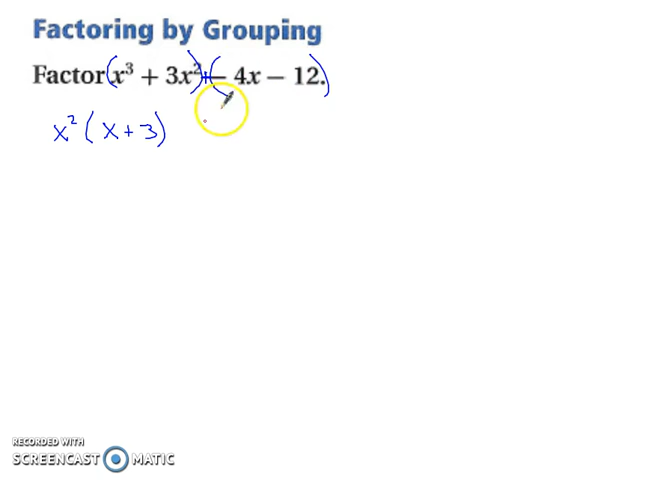 Factoring by Grouping
Factor (x³ + 3x²) + (− 4x − 12.)
x² ( x + 3 )
RECORDED WITH
SCREENCAST MATIC